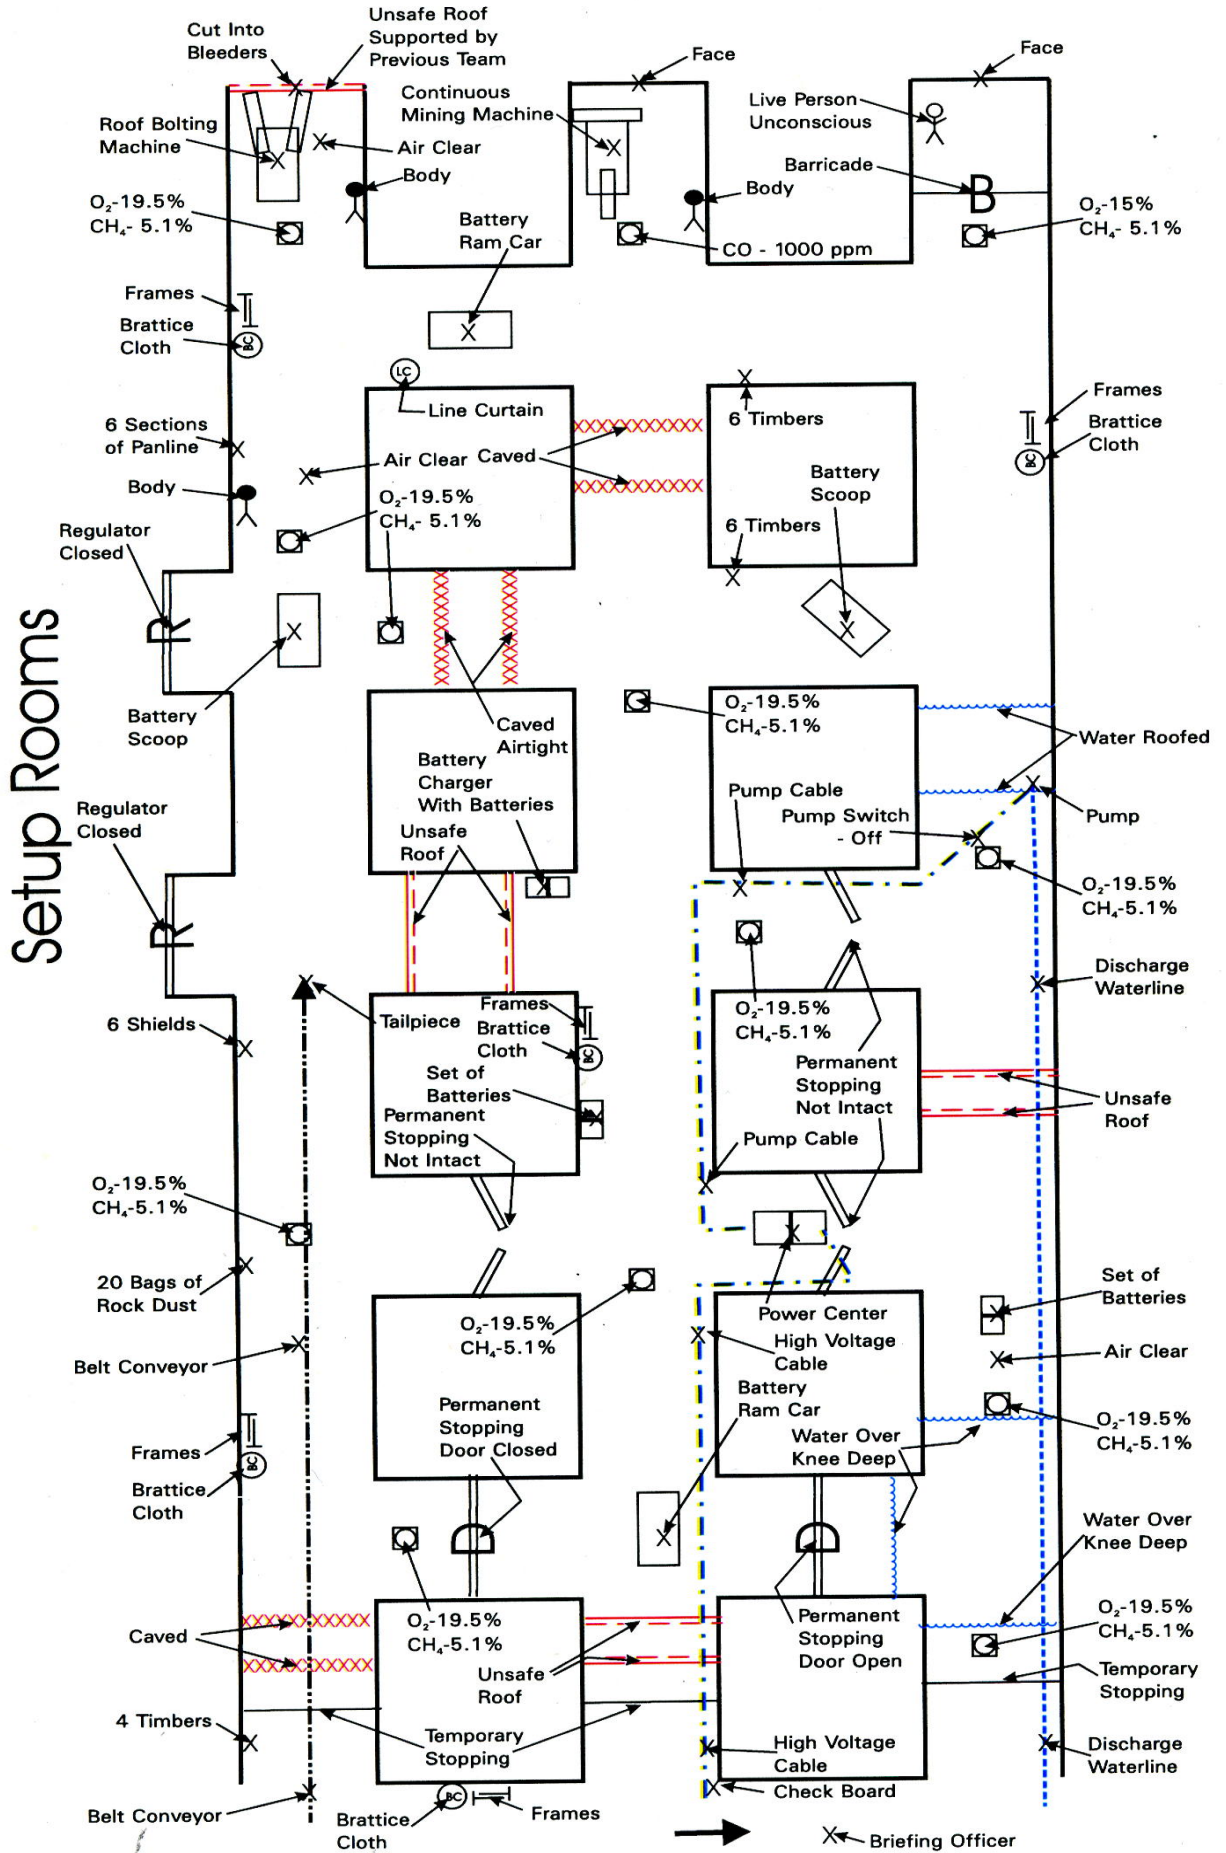 Cut Into
Bleeders
Unsafe Roof
Supported by
Previous Team
Face
Face
Continuous
Mining Machine
Live Person
Unconscious
Roof Bolting
Machine
Air Clear
Body
Body
Barricade
B
O₂-19.5%
CH₄- 5.1%
Battery
Ram Car
CO - 1000 ppm
O₂-15%
CH₄- 5.1%
Frames
Brattice
Cloth
BC
LC
Line Curtain
6 Timbers
Frames
Brattice
Cloth
BC
6 Sections
of Panline
Air Clear
Caved
Battery
Scoop
Body
O₂-19.5%
CH₄- 5.1%
6 Timbers
Regulator
Closed
R
Setup Rooms
Battery
Scoop
Caved
Airtight
O₂-19.5%
CH₄-5.1%
Water Roofed
Battery
Charger
With Batteries
Pump Cable
Pump Switch
- Off
Pump
Regulator
Closed
R
Unsafe
Roof
O₂-19.5%
CH₄-5.1%
Discharge
Waterline
6 Shields
Tailpiece
Frames
Brattice
Cloth
BC
O₂-19.5%
CH₄-5.1%
Set of
Batteries
Permanent
Stopping
Not Intact
Permanent
Stopping
Not Intact
Unsafe
Roof
Pump Cable
O₂-19.5%
CH₄-5.1%
20 Bags of
Rock Dust
Set of
Batteries
Power Center
O₂-19.5%
CH₄-5.1%
High Voltage
Cable
Air Clear
Belt Conveyor
Battery
Ram Car
Permanent
Stopping
Door Closed
Water Over
Knee Deep
O₂-19.5%
CH₄-5.1%
Frames
Brattice
Cloth
BC
D
D
Water Over
Knee Deep
O₂-19.5%
CH₄-5.1%
Permanent
Stopping
Door Open
O₂-19.5%
CH₄-5.1%
Caved
Unsafe
Roof
Temporary
Stopping
4 Timbers
Temporary
Stopping
High Voltage
Cable
Discharge
Waterline
Check Board
Belt Conveyor
Brattice
Cloth
BC
Frames
Briefing Officer